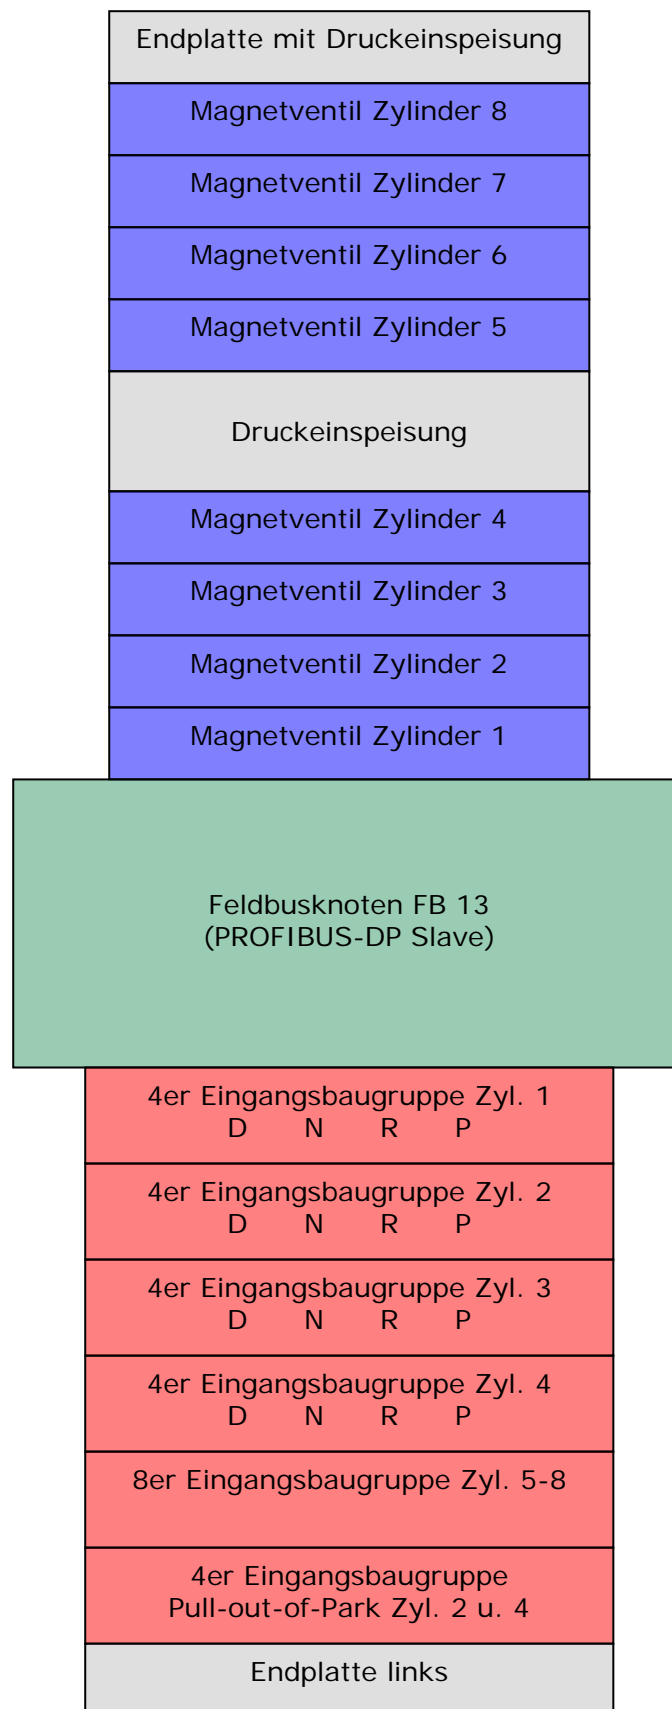 Endplatte mit Druckeinspeisung
Magnetventil Zylinder 8
Magnetventil Zylinder 7
Magnetventil Zylinder 6
Magnetventil Zylinder 5
Druckeinspeisung
Magnetventil Zylinder 4
Magnetventil Zylinder 3
Magnetventil Zylinder 2
Magnetventil Zylinder 1
Feldbusknoten FB 13
(PROFIBUS-DP Slave)
4er Eingangsbaugruppe Zyl. 1
D N R P
4er Eingangsbaugruppe Zyl. 2
D N R P
4er Eingangsbaugruppe Zyl. 3
D N R P
4er Eingangsbaugruppe Zyl. 4
D N R P
8er Eingangsbaugruppe Zyl. 5-8
4er Eingangsbaugruppe
Pull-out-of-Park Zyl. 2 u. 4
Endplatte links